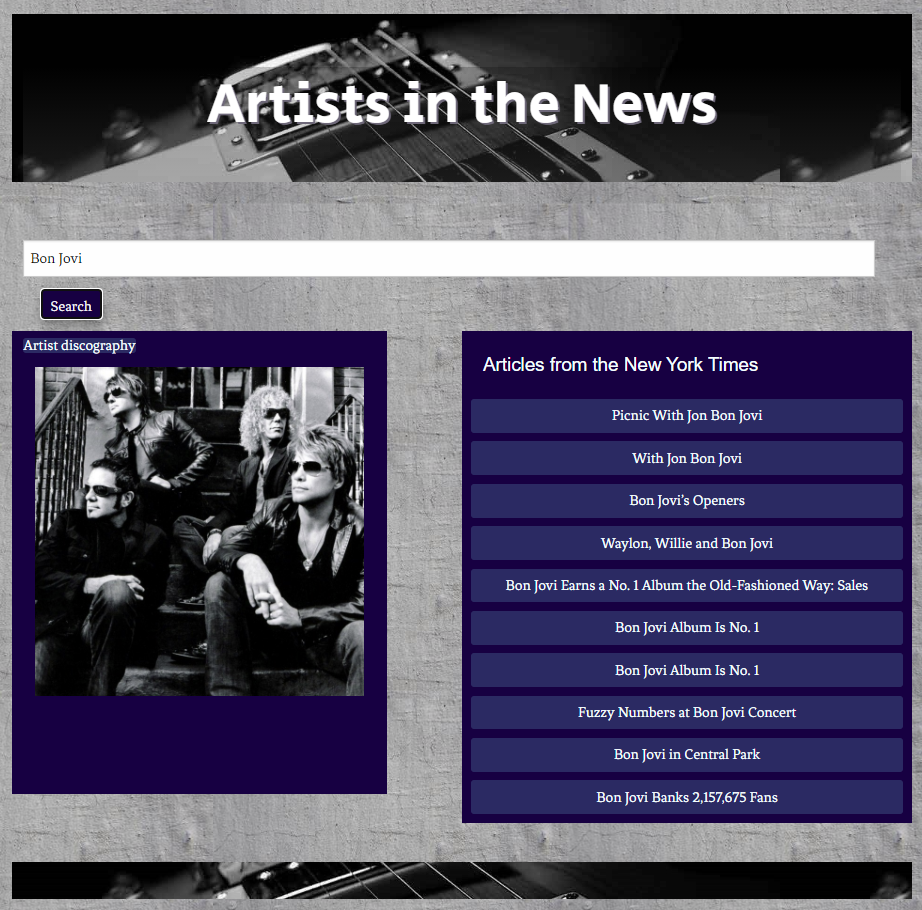 Artists in the News
Bon Jovi
Search
Artist discography
Articles from the New York Times
Picnic With Jon Bon Jovi
With Jon Bon Jovi
Bon Jovi’s Openers
Waylon, Willie and Bon Jovi
Bon Jovi Earns a No. 1 Album the Old-Fashioned Way: Sales
Bon Jovi Album Is No. 1
Bon Jovi Album Is No. 1
Fuzzy Numbers at Bon Jovi Concert
Bon Jovi in Central Park
Bon Jovi Banks 2,157,675 Fans